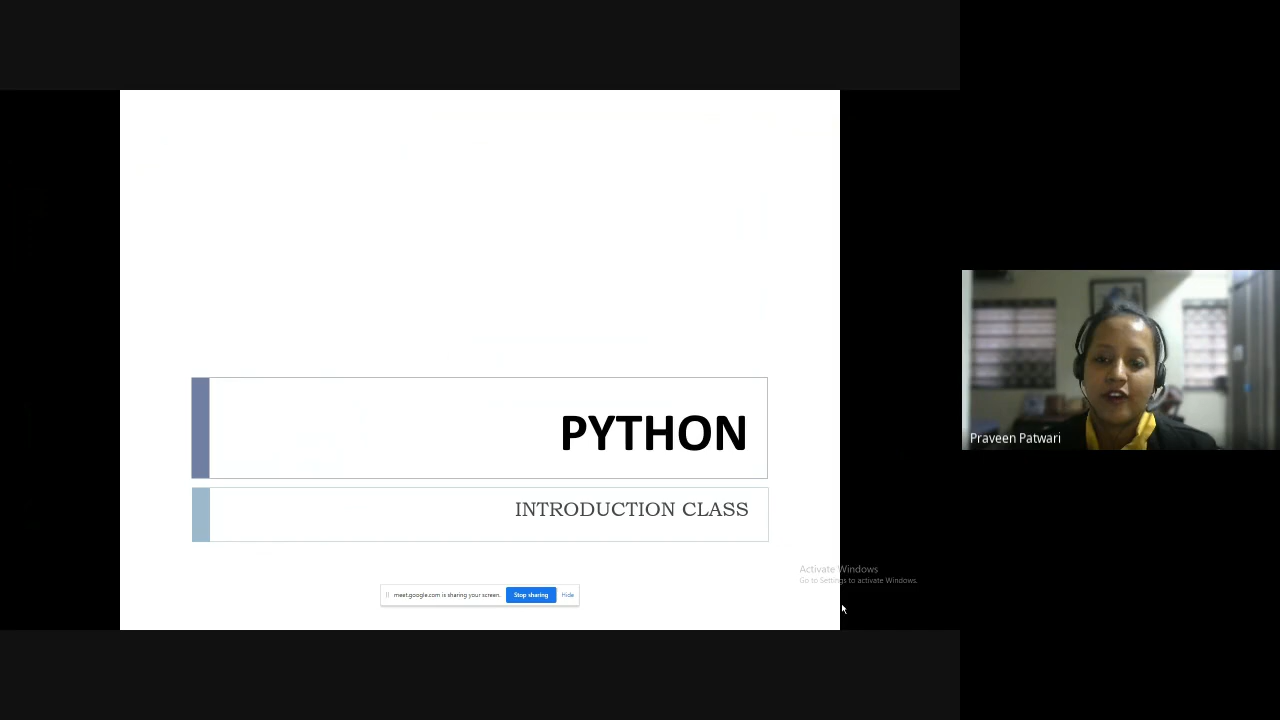 PYTHON
INTRODUCTION CLASS
Activate Windows
Go to Settings to activate Windows.
meet.google.com is sharing your screen.
Stop sharing
Hide
Praveen Patwari